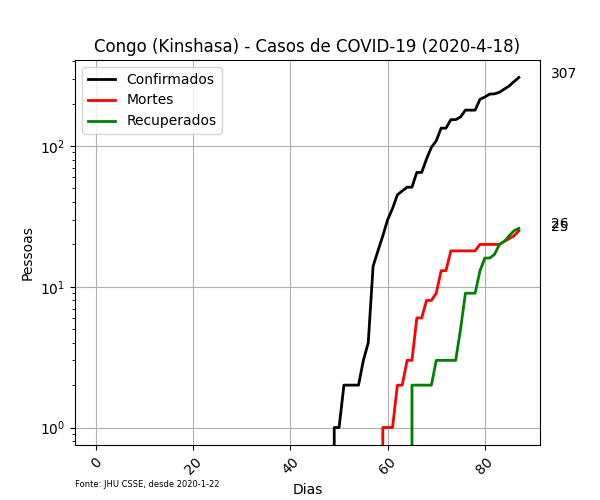 Congo (Kinshasa) - Casos de COVID-19 (2020-4-18)
Confirmados
Mortes
Recuperados
307
26
25
10²
10¹
10⁰
Pessoas
0
20
40
60
80
Dias
Fonte: JHU CSSE, desde 2020-1-22